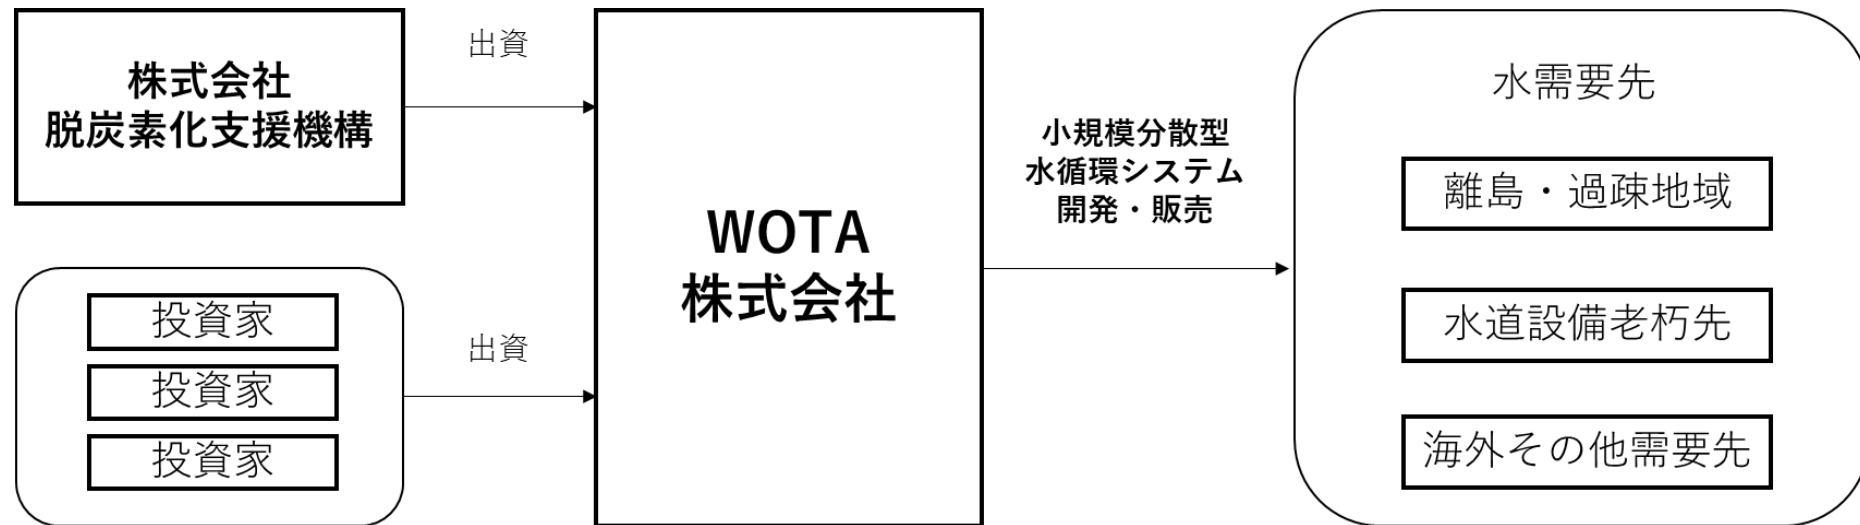 株式会社
脱炭素化支援機構
出資
投資家
投資家
投資家
出資
WOTA
株式会社
小規模分散型
水循環システム
開発・販売
水需要先
離島・過疎地域
水道設備老朽先
海外その他需要先